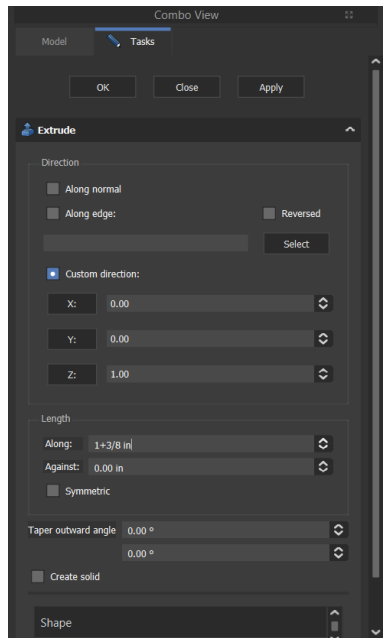 Combo View
Model
Tasks
OK
Close
Apply
Extrude
Direction
Along normal
Along edge:
Reversed
Select
Custom direction:
X:
0.00
Y:
0.00
Z:
1.00
Length
Along:
1+3/8 in
Against:
0.00 in
Symmetric
Taper outward angle
0.00 º
0.00 º
Create solid
Shape